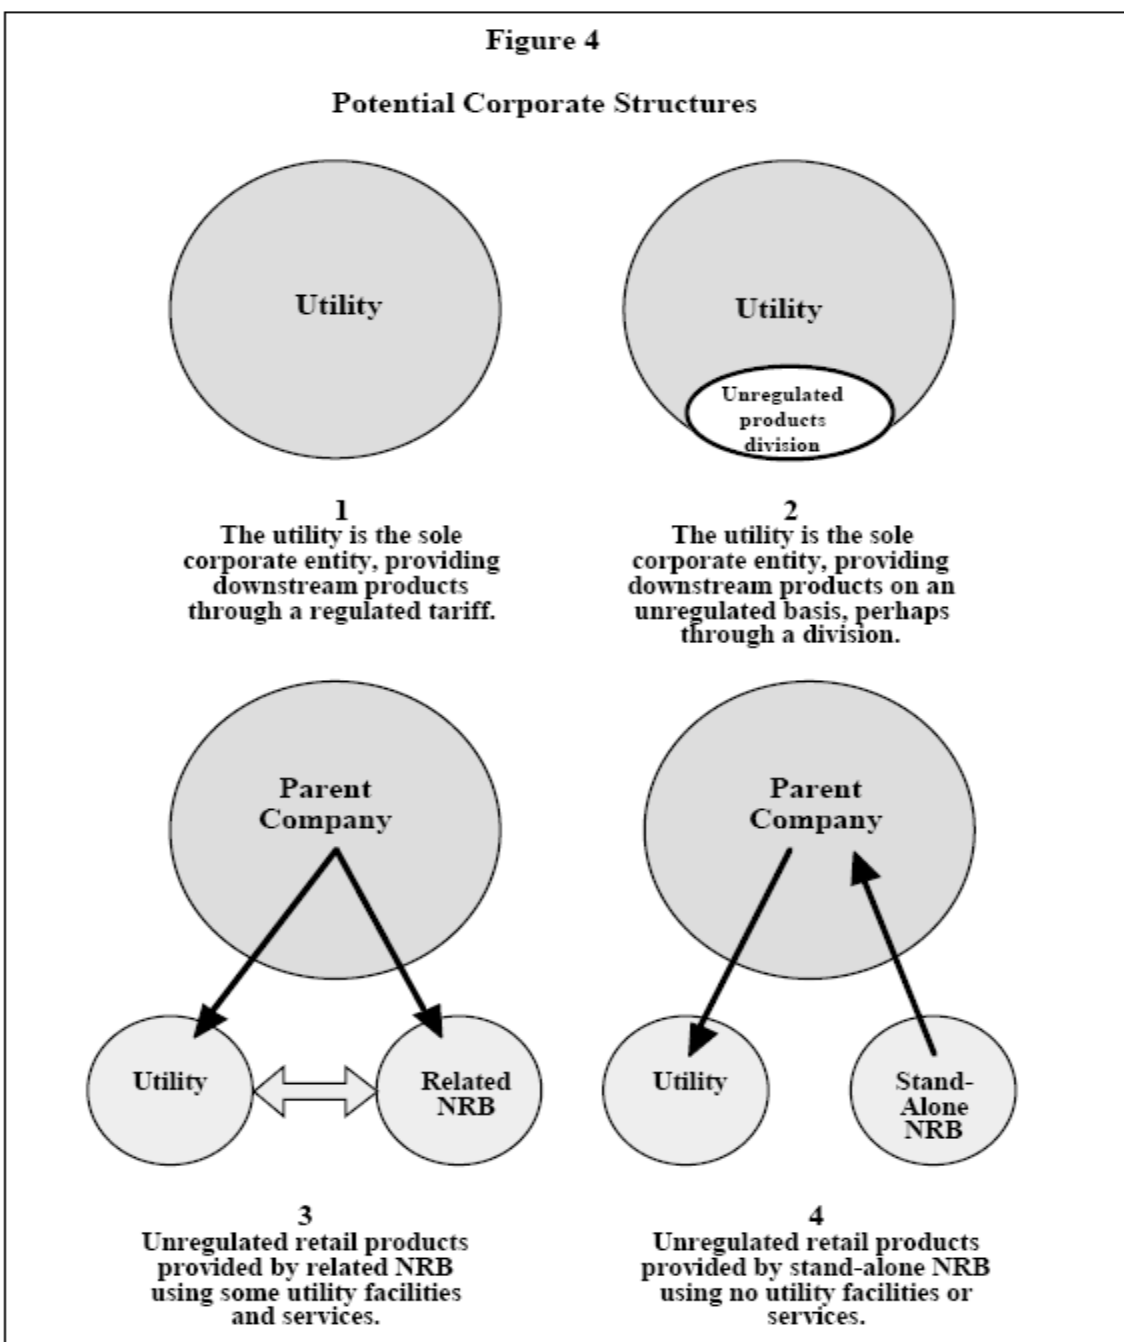 Figure 4
Potential Corporate Structures
Utility
Utility
Unregulated
products
division
1
The utility is the sole
corporate entity, providing
downstream products
through a regulated tariff.
2
The utility is the sole
corporate entity, providing
downstream products on an
unregulated basis, perhaps
through a division.
Parent
Company
Utility
Related
NRB
Parent
Company
Utility
Stand-
Alone
NRB
3
Unregulated retail products
provided by related NRB
using some utility facilities
and services.
4
Unregulated retail products
provided by stand-alone NRB
using no utility facilities or
services.